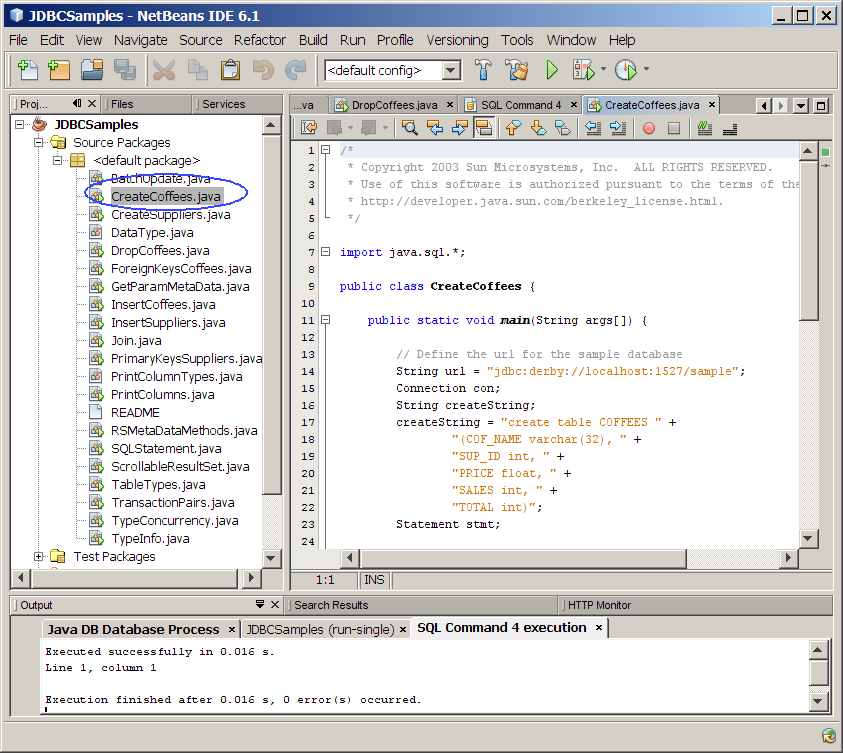 JDBCSamples - NetBeans IDE 6.1
File Edit View Navigate Source Refactor Build Run Profile Versioning Tools Window Help
<default config>
Proj... Files Services
JDBCSamples
Source Packages
<default package>
BatchUpdate.java
CreateCoffees.java
CreateSuppliers.java
DataType.java
DropCoffees.java
ForeignKeysCoffees.java
GetParamMetaData.java
InsertCoffees.java
InsertSuppliers.java
Join.java
PrimaryKeysSuppliers.java
PrintColumnTypes.java
PrintColumns.java
README
RSMetaDataMethods.java
SQLStatement.java
ScrollableResultSet.java
TableTypes.java
TransactionPairs.java
TypeConcurrency.java
TypeInfo.java
Test Packages
...va DropCoffees.java SQL Command 4 CreateCoffees.java
1 /*
2 * Copyright 2003 Sun Microsystems, Inc.  ALL RIGHTS RESERVED.
3 * Use of this software is authorized pursuant to the terms of the
4 * http://developer.java.sun.com/berkeley_license.html.
5 */
6
7 import java.sql.*;
8
9 public class CreateCoffees {
10
11 public static void main(String args[]) {
12
13 // Define the url for the sample database
14 String url = "jdbc:derby://localhost:1527/sample";
15 Connection con;
16 String createString;
17 createString = "create table COFFEES " +
18 "(COF_NAME varchar(32), " +
19 "SUP_ID int, " +
20 "PRICE float, " +
21 "SALES int, " +
22 "TOTAL int)";
23 Statement stmt;
24
1:1 INS
Output Search Results HTTP Monitor
Java DB Database Process JDBCSamples (run-single) SQL Command 4 execution
Executed successfully in 0.016 s.
Line 1, column 1
Execution finished after 0.016 s, 0 error(s) occurred.